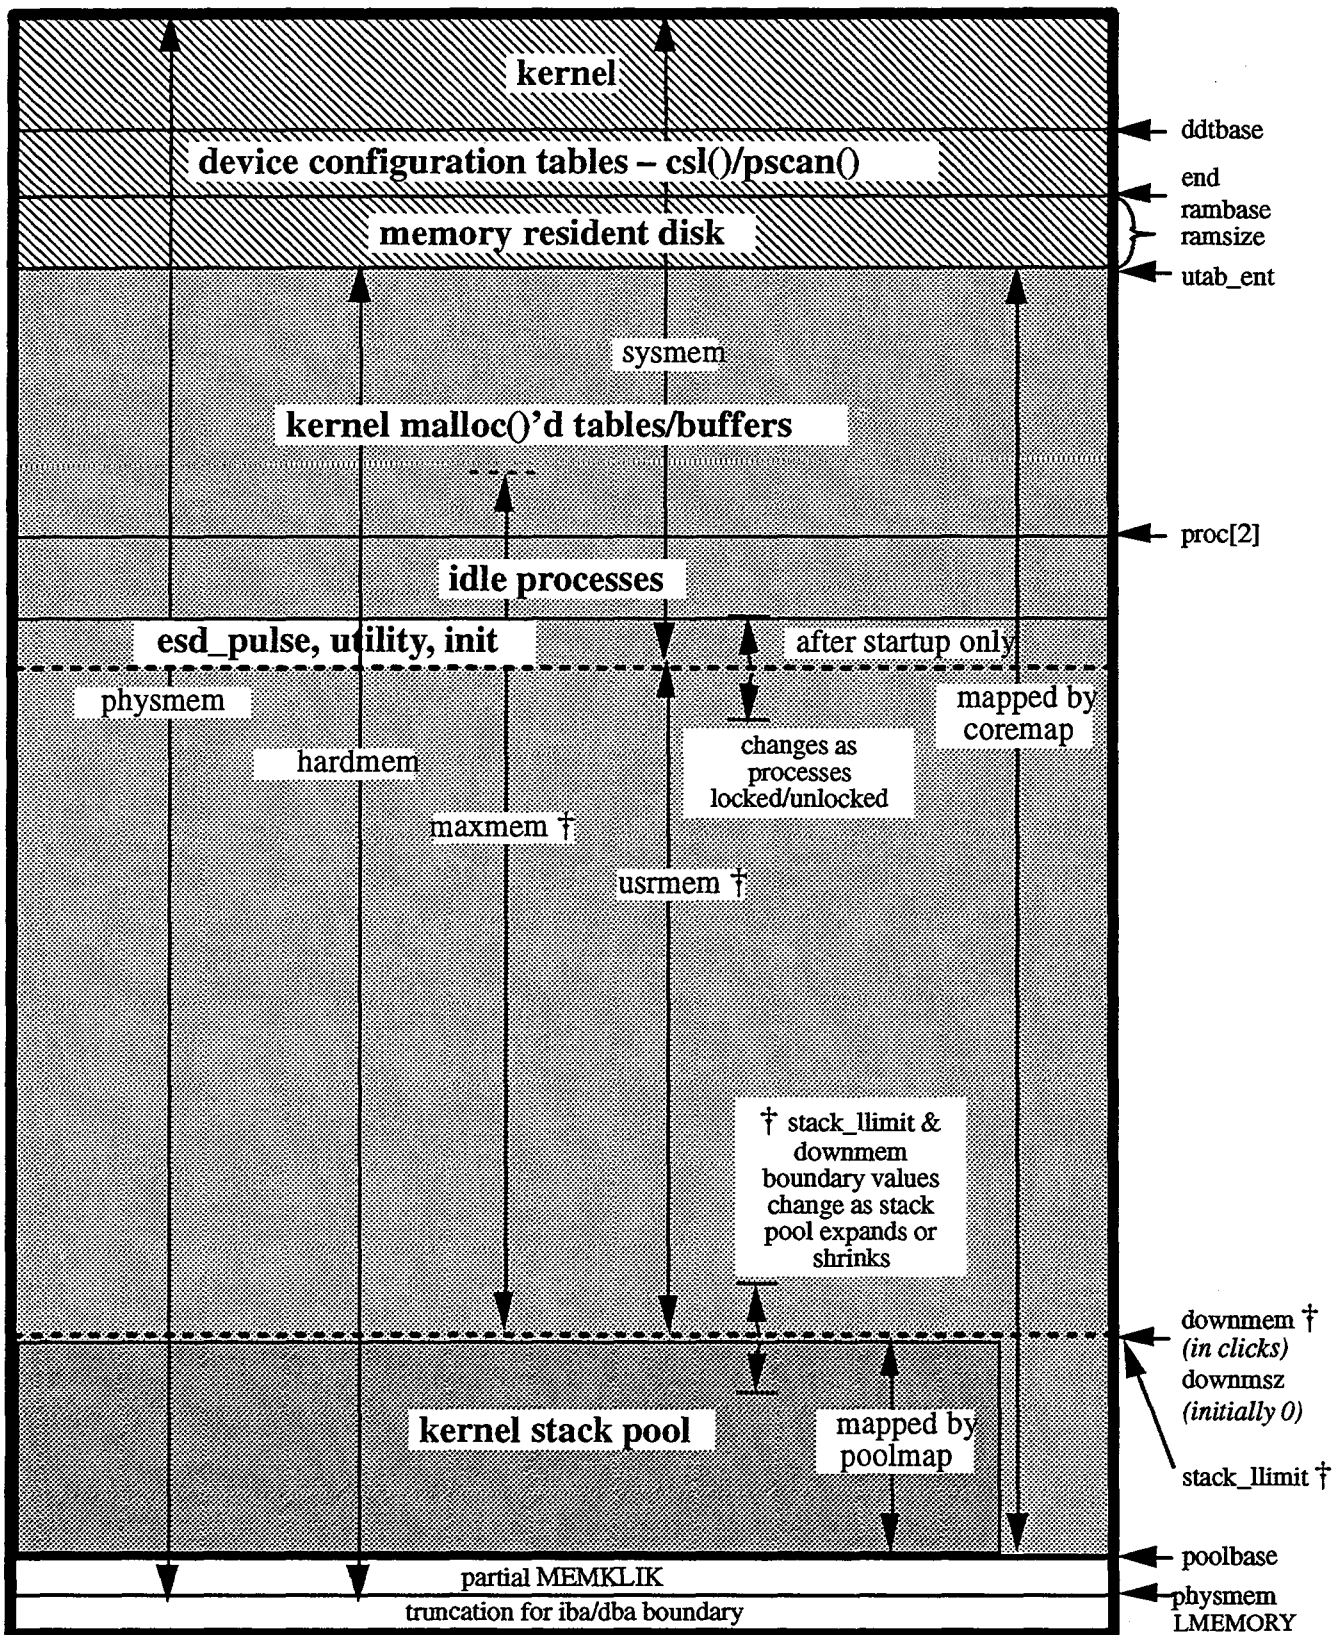 kernel
ddtbase
device configuration tables – csl()/pscan()
end
rambase
memory resident disk
ramsize
utab_ent
sysmem
kernel malloc()’d tables/buffers
proc[2]
idle processes
esd_pulse, utility, init
after startup only
physmem
mapped by
coremap
hardmem
changes as
processes
locked/unlocked
maxmem †
usrmem †
† stack_llimit &
downmem
boundary values
change as stack
pool expands or
shrinks
downmem †
(in clicks)
downmsz
(initially 0)
kernel stack pool
mapped by
poolmap
stack_llimit †
poolbase
partial MEMKLIK
physmem
truncation for iba/dba boundary
LMEMORY